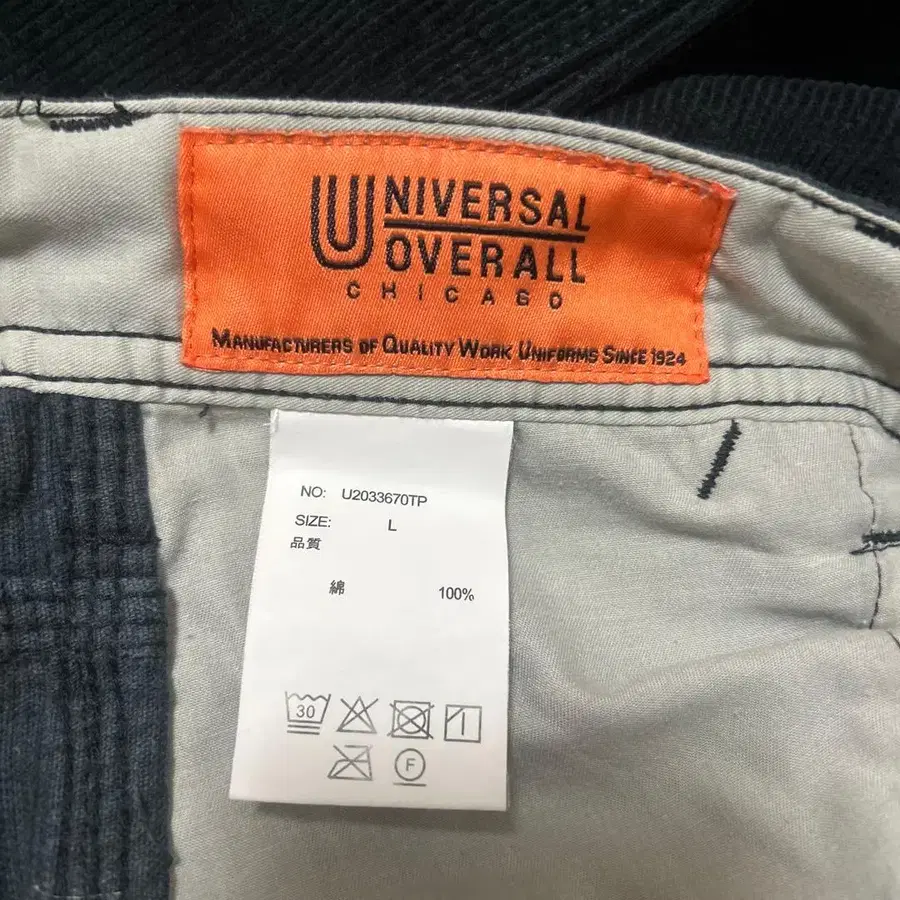 UNIVERSAL
OVERALL
CHICAGO
MANUFACTURERS OF QUALITY WORK UNIFORMS SINCE 1924
NO: U2033670TP
SIZE: L
品質
綿 100%
30
F